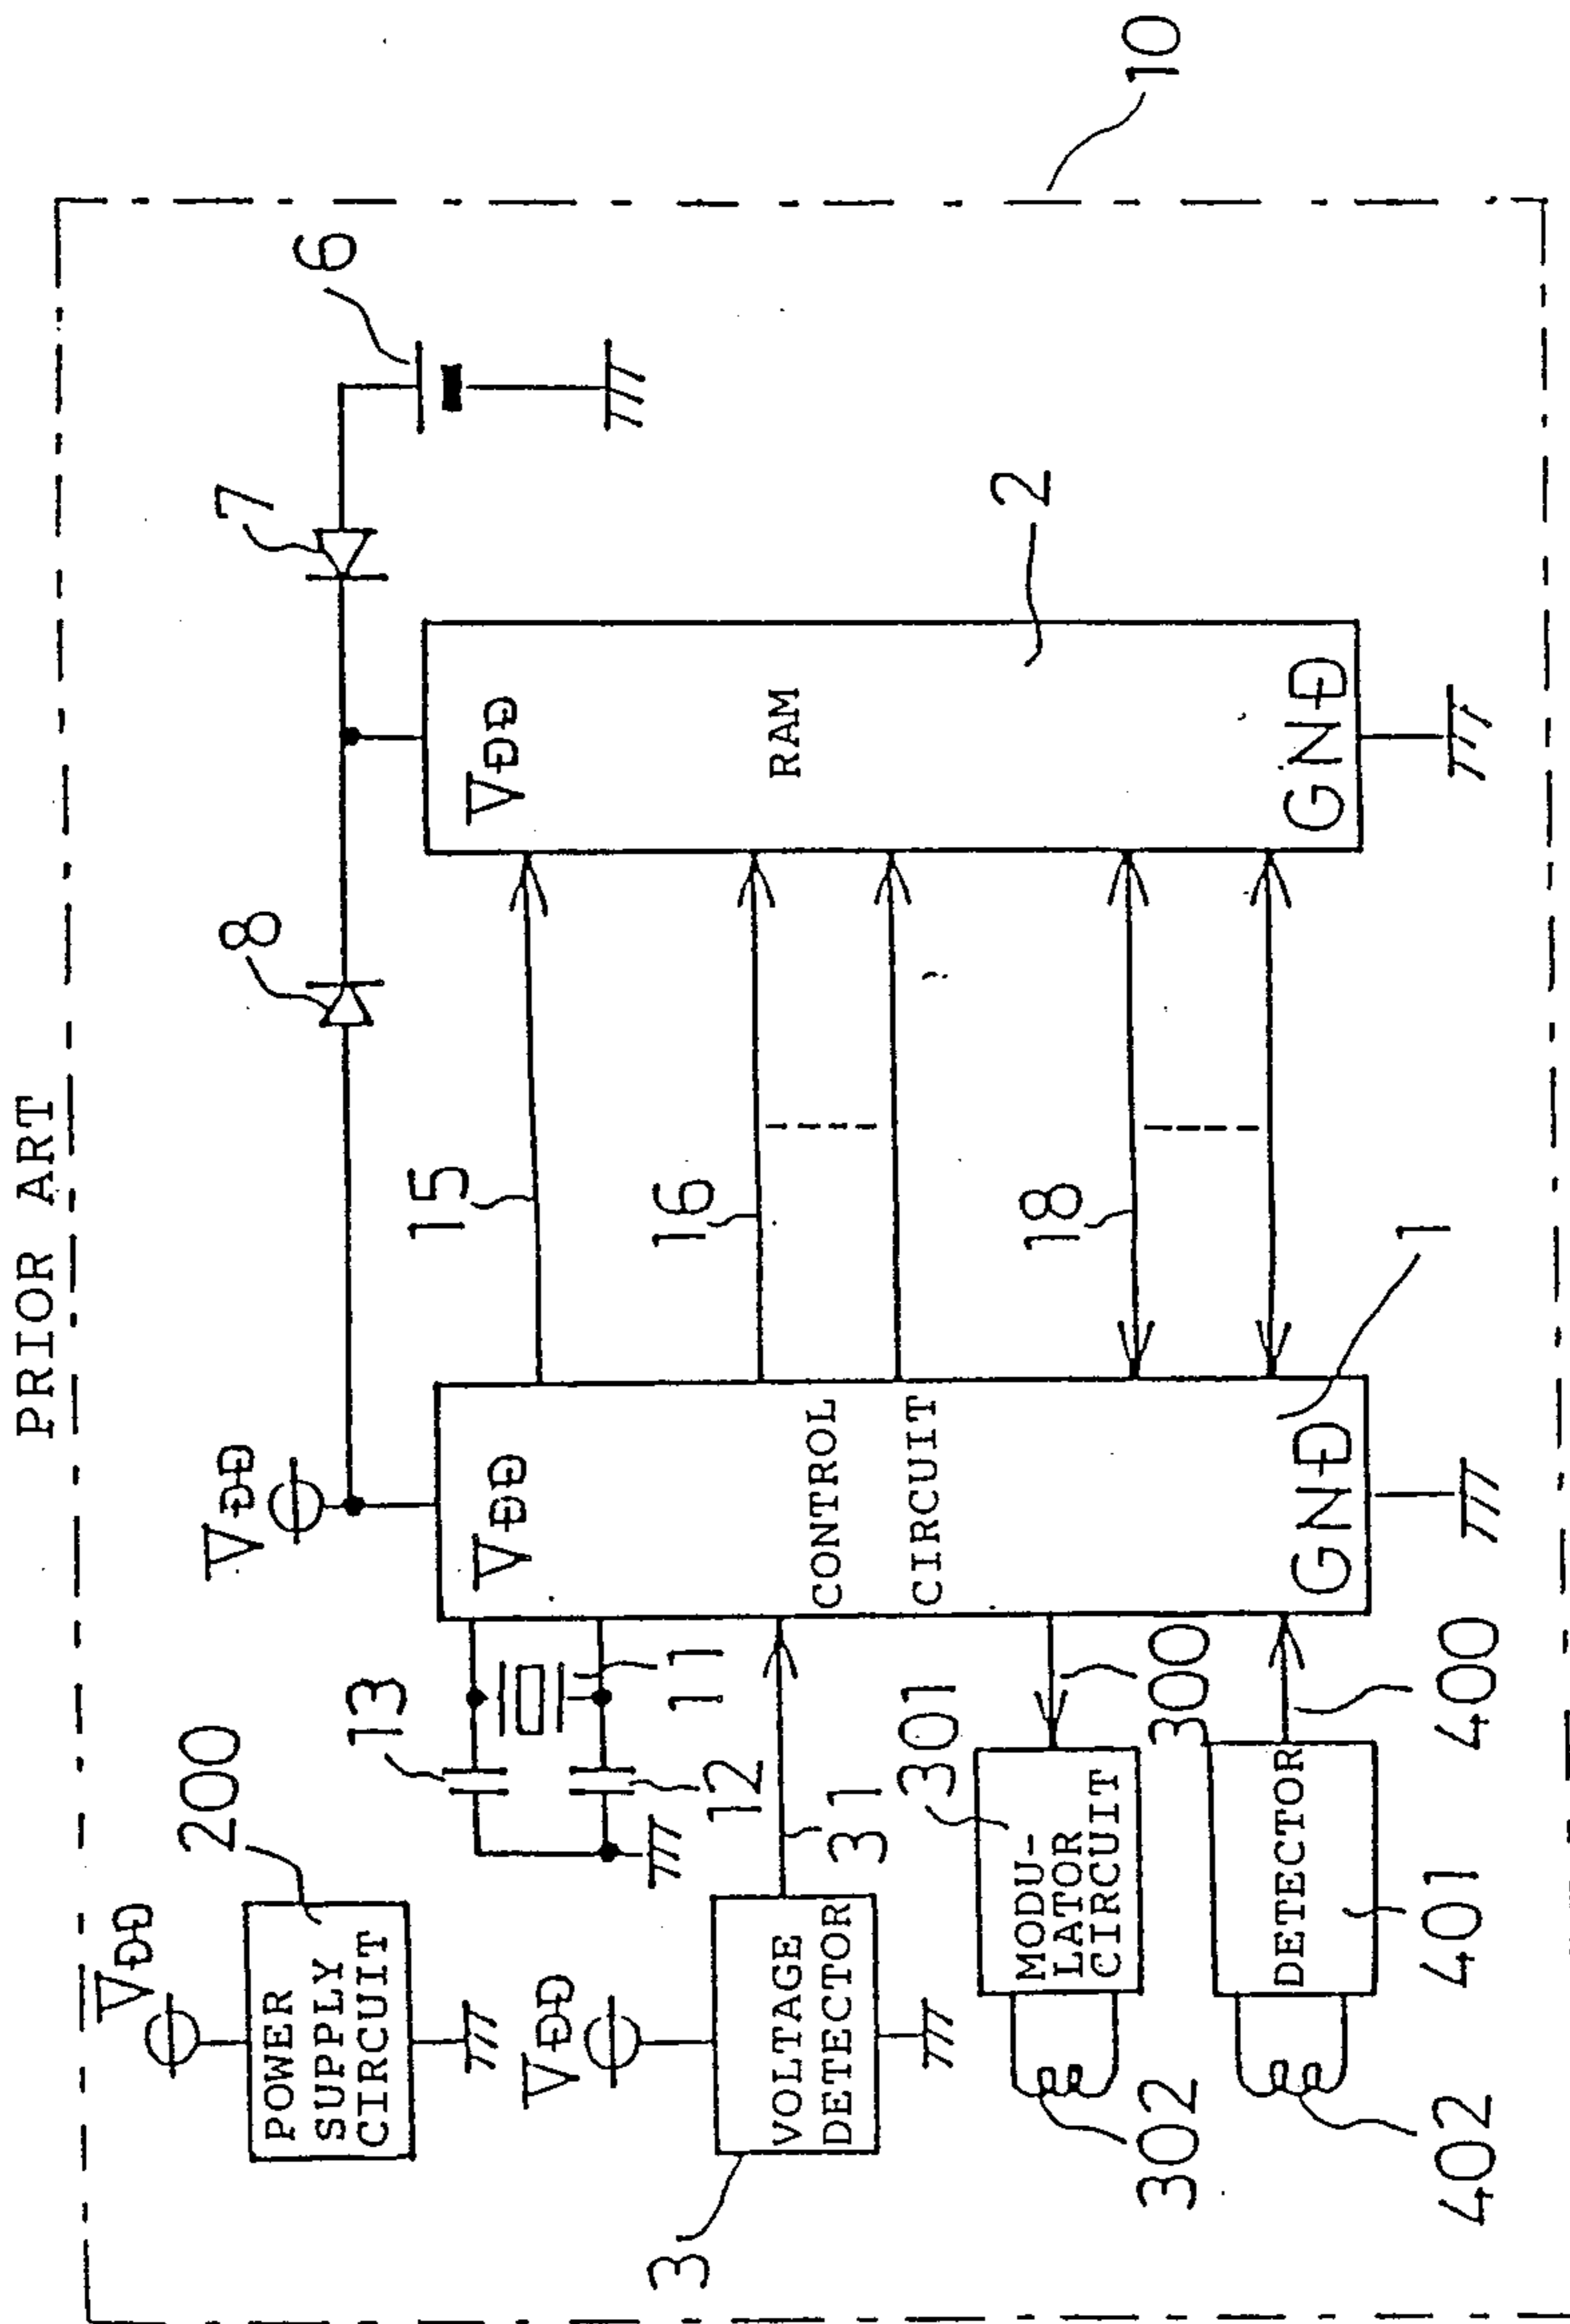 PRIOR ART
10
200
POWER
SUPPLY
CIRCUIT
VDD
VDD
VDD
8
7
6
13
11
12
VDD
CONTROL
CIRCUIT
GND
1
15
16
18
VDD
RAM
GND
2
3
VDD
VOLTAGE
DETECTOR
31
301
MODU-
LATOR
CIRCUIT
300
302
DETECTOR
400
401
402